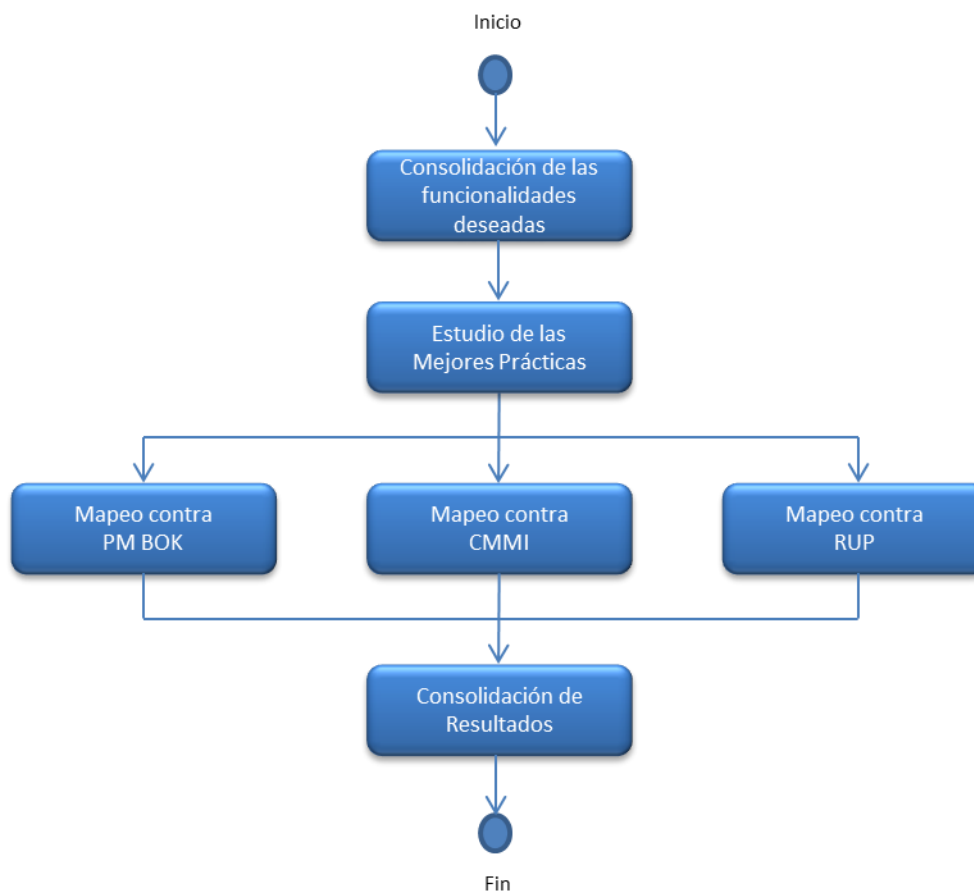 Inicio
Consolidación de las
funcionalidades
deseadas
Estudio de las
Mejores Prácticas
Mapeo contra
PM BOK
Mapeo contra
CMMI
Mapeo contra
RUP
Consolidación de
Resultados
Fin